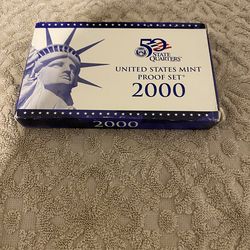 50
STATE
QUARTERS
UNITED STATES MINT
PROOF SET
2000
2000